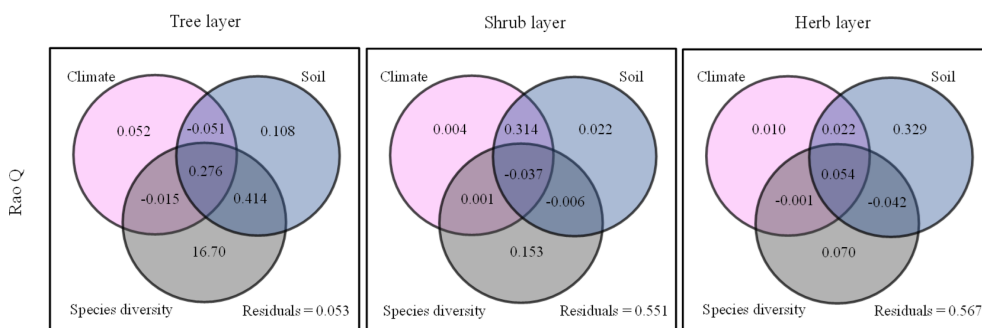 Tree layer
Shrub layer
Herb layer
Rao Q
Climate
Soil
0.052
-0.051
0.108
0.276
-0.015
0.414
16.70
Species diversity
Residuals = 0.053
Climate
Soil
0.004
0.314
0.022
-0.037
0.001
-0.006
0.153
Species diversity
Residuals = 0.551
Climate
Soil
0.010
0.022
0.329
0.054
-0.001
-0.042
0.070
Species diversity
Residuals = 0.567